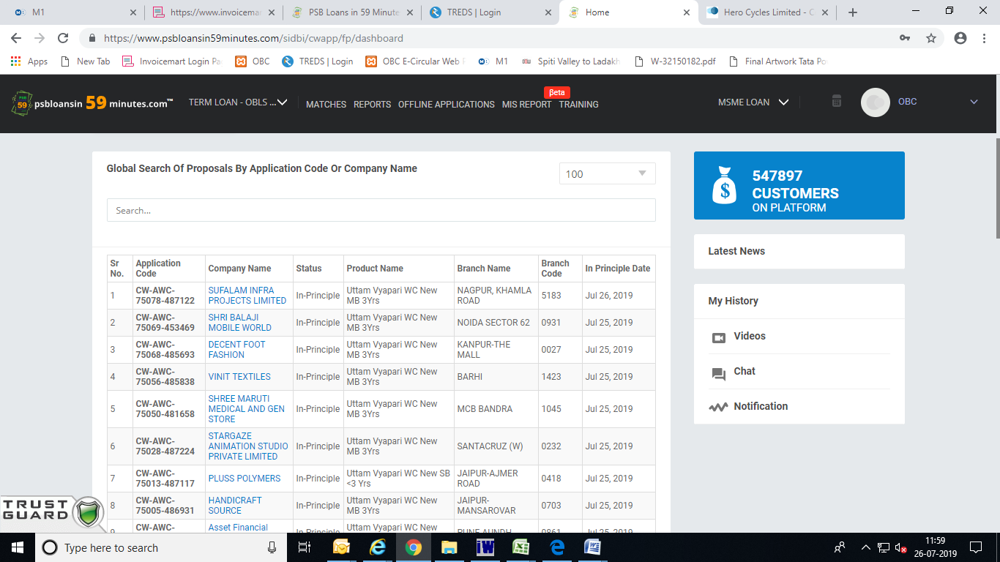 M1
https://www.invoicemar
PSB Loans in 59 Minute
TREDS | Login
Home
Hero Cycles Limited - C
https://www.psbloansin59minutes.com/sidbi/cwapp/fp/dashboard
Apps
New Tab
Invoicemart Login Pa
OBC
TREDS | Login
OBC E-Circular Web P
M1
Spiti Valley to Ladakh
W-32150182.pdf
Final Artwork Tata Po
psbloansin 59 minutes.com™
TERM LOAN - OBLS ...
MATCHES
REPORTS
OFFLINE APPLICATIONS
MIS REPORT
βeta
TRAINING
MSME LOAN
OBC
Global Search Of Proposals By Application Code Or Company Name
100
Search...
Sr No. Application Code Company Name Status Product Name Branch Name Branch Code In Principle Date
1 CW-AWC-75078-487122 SUFALAM INFRA PROJECTS LIMITED In-Principle Uttam Vyapari WC New MB 3Yrs NAGPUR, KHAMLA ROAD 5183 Jul 26, 2019
2 CW-AWC-75069-453469 SHRI BALAJI MOBILE WORLD In-Principle Uttam Vyapari WC New MB 3Yrs NOIDA SECTOR 62 0931 Jul 25, 2019
3 CW-AWC-75068-485693 DECENT FOOT FASHION In-Principle Uttam Vyapari WC New MB 3Yrs KANPUR-THE MALL 0027 Jul 25, 2019
4 CW-AWC-75056-485838 VINIT TEXTILES In-Principle Uttam Vyapari WC New MB 3Yrs BARHI 1423 Jul 25, 2019
5 CW-AWC-75050-481658 SHREE MARUTI MEDICAL AND GEN STORE In-Principle Uttam Vyapari WC New MB 3Yrs MCB BANDRA 1045 Jul 25, 2019
6 CW-AWC-75028-487224 STARGAZE ANIMATION STUDIO PRIVATE LIMITED In-Principle Uttam Vyapari WC New MB 3Yrs SANTACRUZ (W) 0232 Jul 25, 2019
7 CW-AWC-75013-487117 PLUSS POLYMERS In-Principle Uttam Vyapari WC New SB <3 Yrs JAIPUR-AJMER ROAD 0418 Jul 25, 2019
8 CW-AWC-75005-486931 HANDICRAFT SOURCE In-Principle Uttam Vyapari WC New MB 3Yrs JAIPUR-MANSAROVAR 0703 Jul 25, 2019
9 CW-AWC- Asset Financial In-Principle Uttam Vyapari WC New PUNE AUNDH 0861 Jul 25, 2019
547897
CUSTOMERS
ON PLATFORM
Latest News
My History
Videos
Chat
Notification
TRUST
GUARD
Type here to search
11:59
26-07-2019